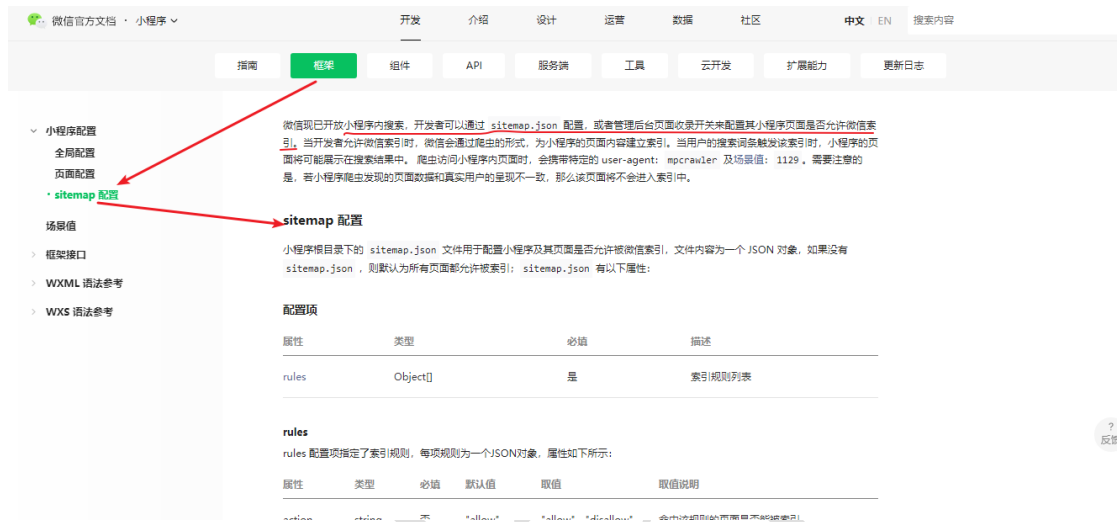 微信官方文档 · 小程序
开发 介绍 设计 运营 数据 社区 中文 EN 搜索内容
指南 框架 组件 API 服务端 工具 云开发 扩展能力 更新日志
小程序配置
全局配置
页面配置
· sitemap 配置
场景值
框架接口
WXML 语法参考
WXS 语法参考
微信现已开放小程序内搜索，开发者可以通过 sitemap.json 配置，或者管理后台页面收录开关来配置其小程序页面是否允许微信索
引。当开发者允许微信索引时，微信会通过爬虫的形式，为小程序的页面内容建立索引。当用户的搜索词条触发该索引时，小程序的页
面将可能展示在搜索结果中。 爬虫访问小程序内页面时，会携带特定的 user-agent: mpcrawler 及场景值: 1129 。需要注意的
是，若小程序爬虫发现的页面数据和真实用户的呈现不一致，那么该页面将不会进入索引中。
sitemap 配置
小程序根目录下的 sitemap.json 文件用于配置小程序及其页面是否允许被微信索引，文件内容为一个 JSON 对象，如果没有
sitemap.json ，则默认为所有页面都允许被索引；sitemap.json 有以下属性：
配置项
属性 类型 必填 描述
rules Object[] 是 索引规则列表
rules
rules 配置项指定了索引规则，每项规则为一个JSON对象，属性如下所示：
属性 类型 必填 默认值 取值 取值说明
action string 否 "allow" "allow"、"disallow" 命中该规则的页面是否能被索引
?
反馈